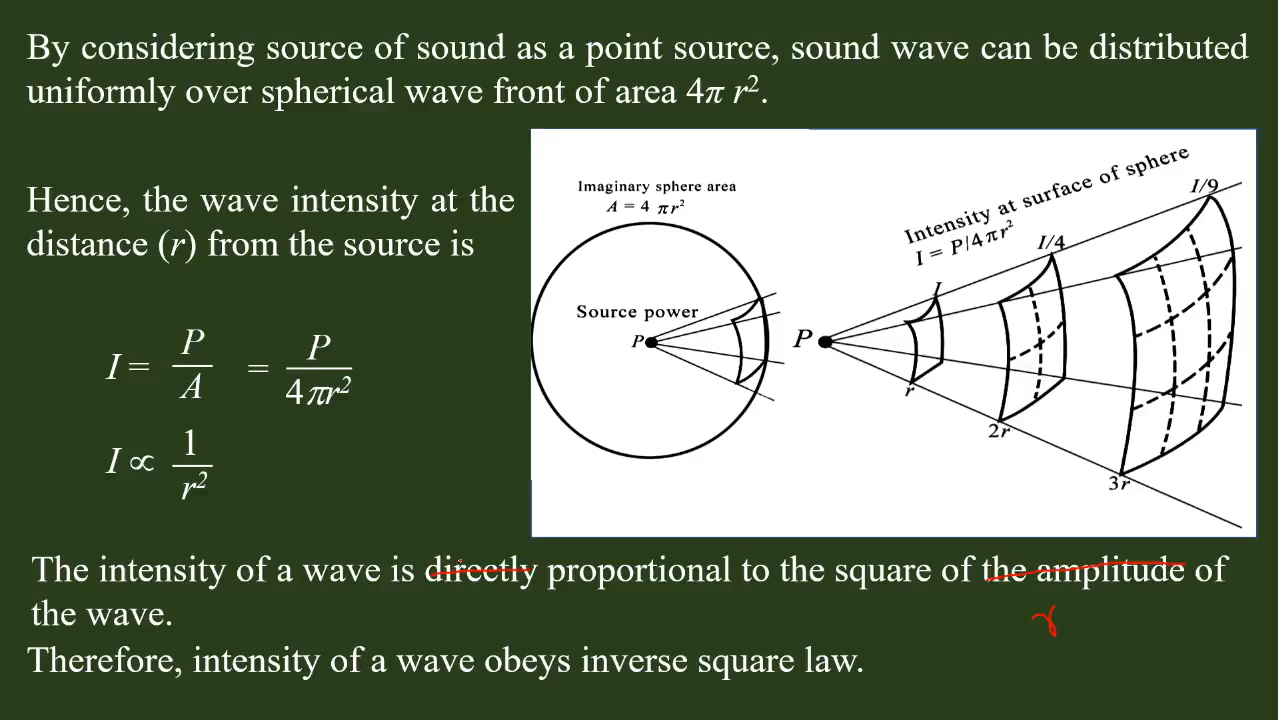 By considering source of sound as a point source, sound wave can be distributed
uniformly over spherical wave front of area 4π r².
Hence, the wave intensity at the
distance (r) from the source is
I = P/A = P/4πr²
I ∝ 1/r²
Imaginary sphere area
A = 4 πr²
Source power
P
Intensity at surface of sphere
I = P/4πr²
P
I
I/4
I/9
r
2r
3r
The intensity of a wave is directly proportional to the square of the amplitude of
the wave.
r
Therefore, intensity of a wave obeys inverse square law.